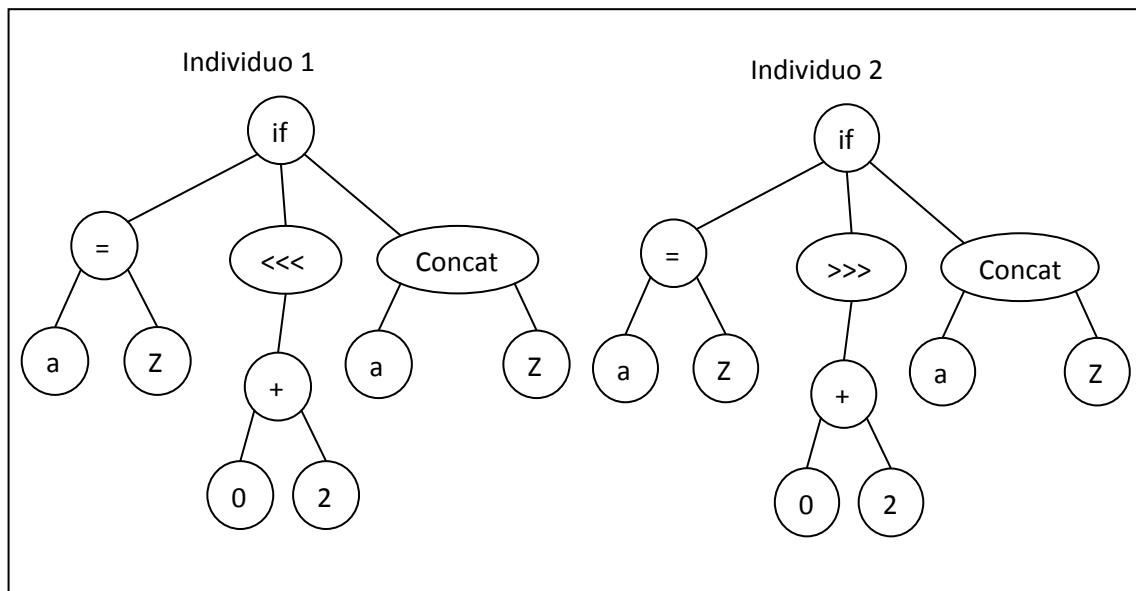 Individuo 1
if
= <<< Concat
a Z a Z
+
0 2
Individuo 2
if
= >>> Concat
a Z a Z
+
0 2